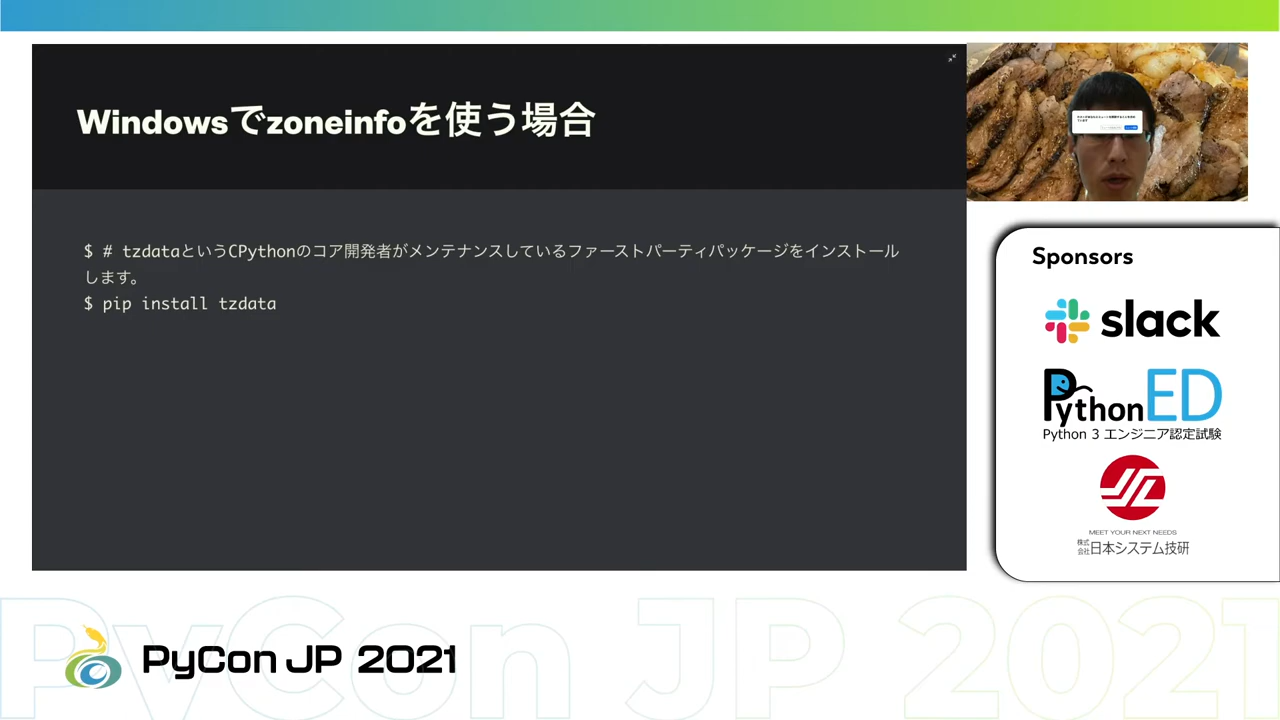 Windowsでzoneinfoを使う場合
$ # tzdataというCPythonのコア開発者がメンテナンスしているファーストパーティパッケージをインストール
します。
$ pip install tzdata
Sponsors
slack
PythonED
Python 3 エンジニア認定試験
MEET YOUR NEXT NEEDS
株式会社日本システム技研
PyCon JP 2021
PyCon JP 2021